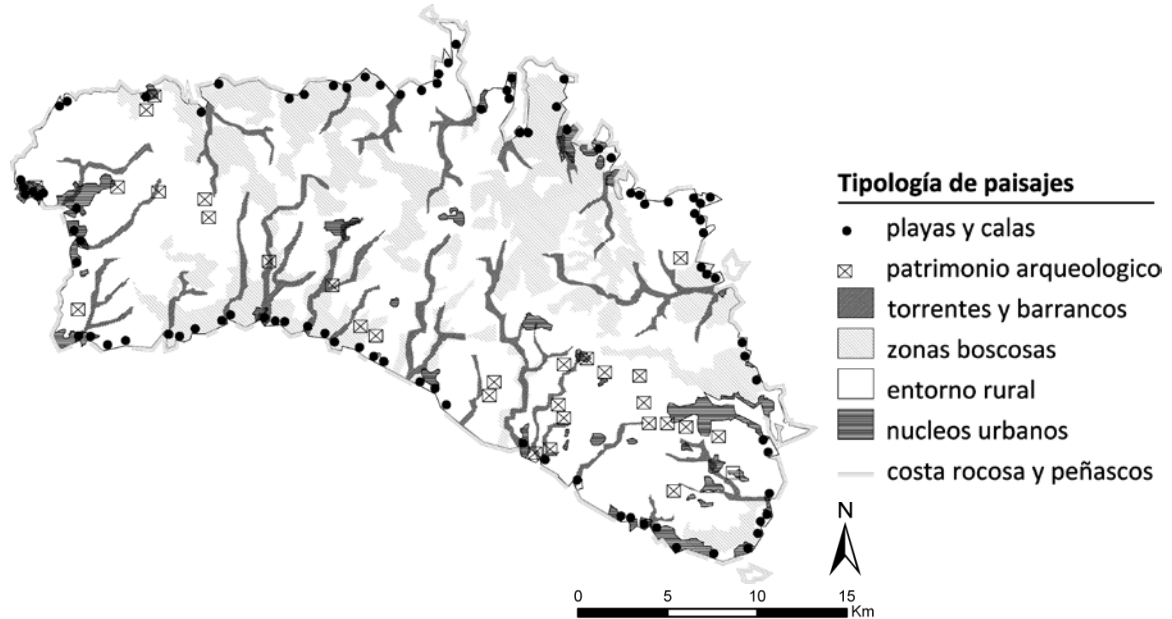 Tipología de paisajes
playas y calas
patrimonio arqueologico
torrentes y barrancos
zonas boscosas
entorno rural
nucleos urbanos
costa rocosa y peñascos
N
0 5 10 15
Km